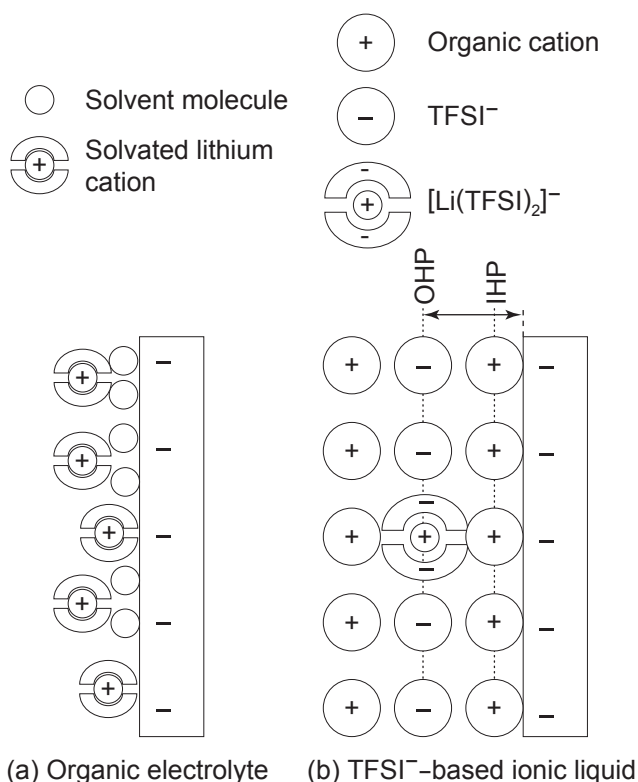 + Organic cation
Solvent molecule
− TFSI⁻
+ Solvated lithium
cation
-
+ [Li(TFSI)₂]⁻
-
OHP IHP
− + − + −
+
− + − + −
+
− + + − + −
+ −
−
+ − + − + −
−
+ − + − + −
(a) Organic electrolyte (b) TFSI⁻–based ionic liquid